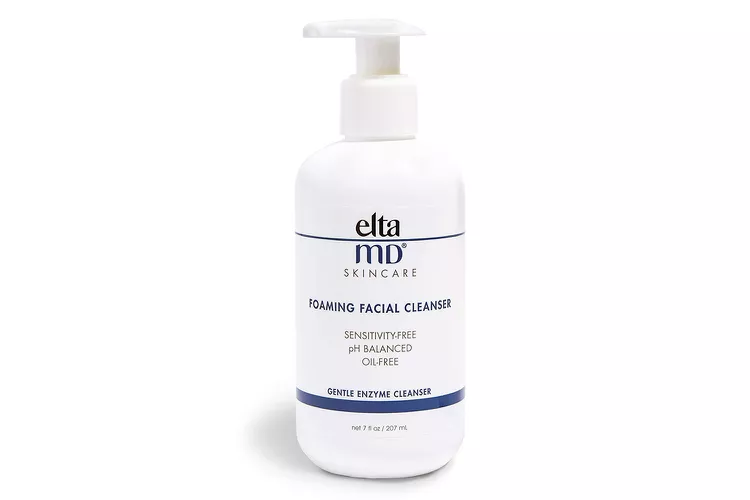 elta
MD®
SKINCARE
FOAMING FACIAL CLEANSER
SENSITIVITY-FREE
pH BALANCED
OIL-FREE
GENTLE ENZYME CLEANSER
net 7 fl oz / 207 mL